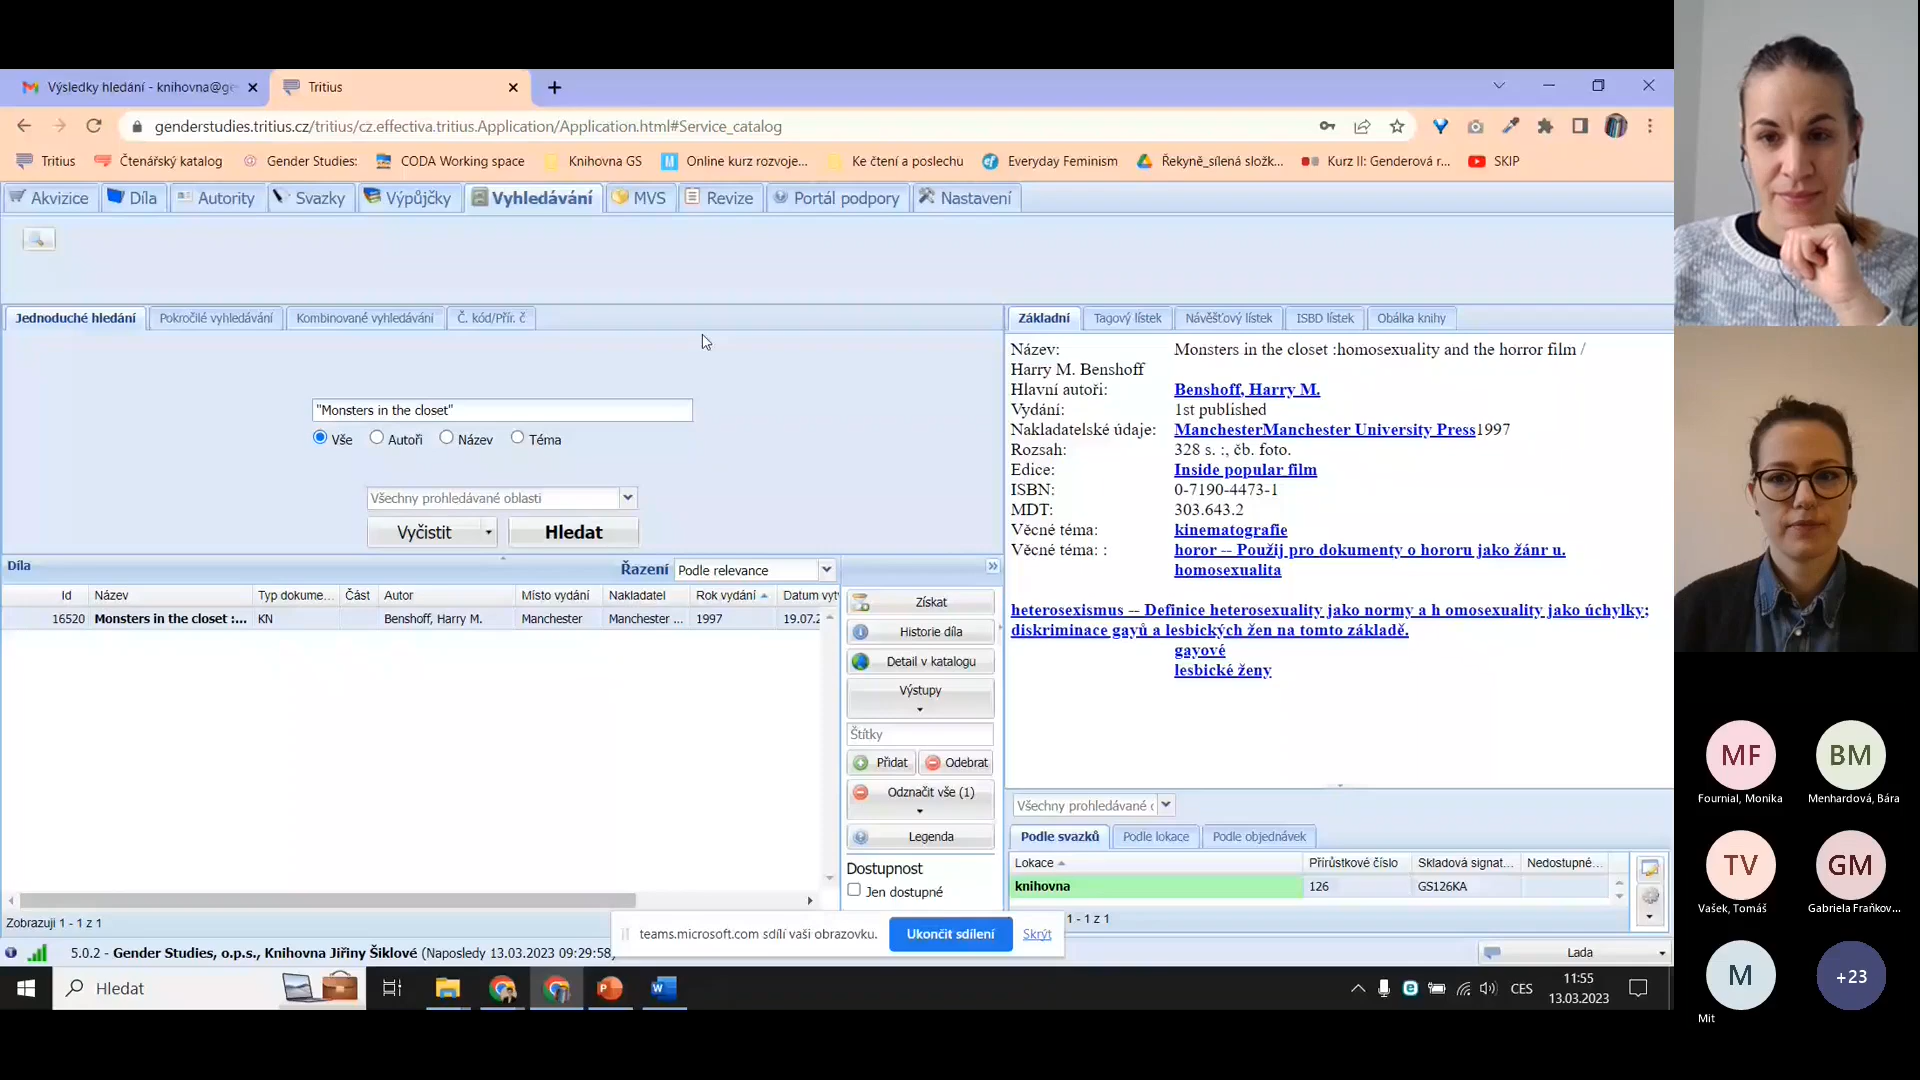 Výsledky hledání - knihovna@ge
Tritius
genderstudies.tritius.cz/tritius/cz.effectiva.tritius.Application/Application.html#Service_catalog
Tritius
Čtenářský katalog
Gender Studies:
CODA Working space
Knihovna GS
Online kurz rozvoje...
Ke čtení a poslechu
Everyday Feminism
Řekyně_sílená složk...
Kurz II: Genderová r...
SKIP
Akvizice
Díla
Autority
Svazky
Výpůjčky
Vyhledávání
MVS
Revize
Portál podpory
Nastavení
Jednoduché hledání
Pokročilé vyhledávání
Kombinované vyhledávání
Č. kód/Přír. č
"Monsters in the closet"
Vše
Autoři
Název
Téma
Všechny prohledávané oblasti
Vyčistit
Hledat
Základní
Tagový lístek
Návěšťový lístek
ISBD lístek
Obálka knihy
Název: Monsters in the closet :homosexuality and the horror film /
Harry M. Benshoff
Hlavní autoři: Benshoff, Harry M.
Vydání: 1st published
Nakladatelské údaje: ManchesterManchester University Press1997
Rozsah: 328 s. :, čb. foto.
Edice: Inside popular film
ISBN: 0-7190-4473-1
MDT: 303.643.2
Věcné téma: kinematografie
Věcné téma: : horor -- Použij pro dokumenty o hororu jako žánr u.
homosexualita
heterosexismus -- Definice heterosexuality jako normy a h omosexuality jako úchylky;
diskriminace gayů a lesbických žen na tomto základě.
gayové
lesbické ženy
Díla
Řazení
Podle relevance
Id Název Typ dokume... Část Autor Místo vydání Nakladatel Rok vydání Datum vyt
16520 Monsters in the closet :... KN Benshoff, Harry M. Manchester Manchester ... 1997 19.07.2
Získat
Historie díla
Detail v katalogu
Výstupy
Štítky
Přidat
Odebrat
Odznačit vše (1)
Legenda
Dostupnost
Jen dostupné
Všechny prohledávané
Podle svazků
Podle lokace
Podle objednávek
Lokace Přírůstkové číslo Skladová signat... Nedostupné...
knihovna 126 GS126KA
1 - 1 z 1
Zobrazuji 1 - 1 z 1
teams.microsoft.com sdílí vaši obrazovku.
Ukončit sdílení
Skrýt
5.0.2 - Gender Studies, o.p.s., Knihovna Jiřiny Šiklové (Naposledy 13.03.2023 09:29:58
Lada
Hledat
CES
11:55
13.03.2023
MF
Fournial, Monika
BM
Menhardová, Bára
TV
Vašek, Tomáš
GM
Gabriela Fraňkov...
M
Mit
+23